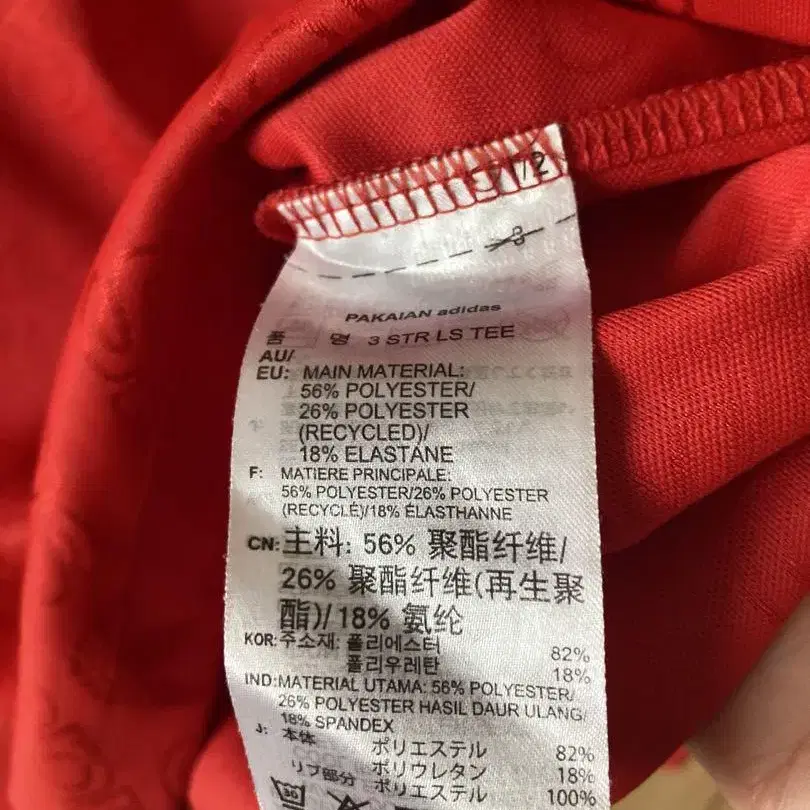 /2
PAKAIAN adidas
품 명 3 STR LS TEE
AU/
EU: MAIN MATERIAL:
56% POLYESTER/
26% POLYESTER
(RECYCLED)/
18% ELASTANE
F: MATIERE PRINCIPALE:
56% POLYESTER/26% POLYESTER
(RECYCLÉ)/18% ÉLASTHANNE
CN: 主料: 56% 聚酯纤维/
26% 聚酯纤维(再生聚
酯)/18% 氨纶
KOR: 주소재: 폴리에스터 82%
폴리우레탄 18%
IND: MATERIAL UTAMA: 56% POLYESTER/
26% POLYESTER HASIL DAUR ULANG/
18% SPANDEX
J: 本体 ポリエステル 82%
ポリウレタン 18%
リブ部分 ポリエステル 100%